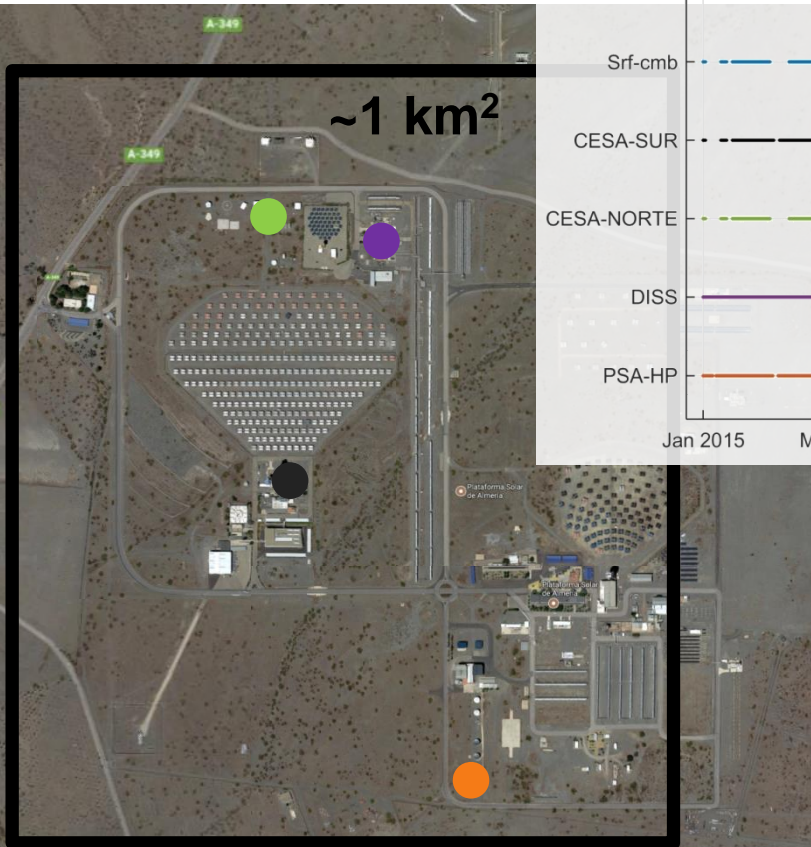 A-349
~1 km²
A-349
A-349
Plataforma Solar
de Almería
Plataforma Solar
de Almería
Srf-cmb
CESA-SUR
CESA-NORTE
DISS
PSA-HP
Jan 2015
M